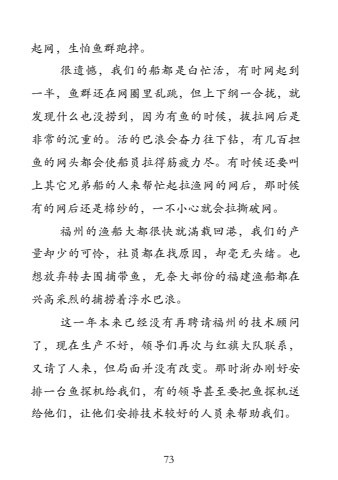 起网，生怕鱼群跑掉。
很遗憾，我们的船都是白忙活，有时网起到
一半，鱼群还在网圈里乱跳，但上下纲一合拢，就
发现什么也没捞到，因为有鱼的时候，拔拉网后是
非常的沉重的。活的巴浪会奋力往下钻，有几百担
鱼的网头都会使船员拉得筋疲力尽。有时候还要叫
上其它兄弟船的人来帮忙起拉渔网的网后，那时候
有的网后还是棉纱的，一不小心就会拉撕破网。
福州的渔船大都很快就满载回港，我们的产
量却少的可怜，社员都在找原因，却毫无头绪。也
想放弃转去围捕带鱼，无奈大部份的福建渔船都在
兴高采烈的捕捞着浮水巴浪。
这一年本来已经没有再聘请福州的技术顾问
了，现在生产不好，领导们再次与红旗大队联系，
又请了人来，但局面并没有改变。那时渐办刚好安
排一台鱼探机给我们，有的领导甚至要把鱼探机送
给他们，让他们安排技术较好的人员来帮助我们。
73